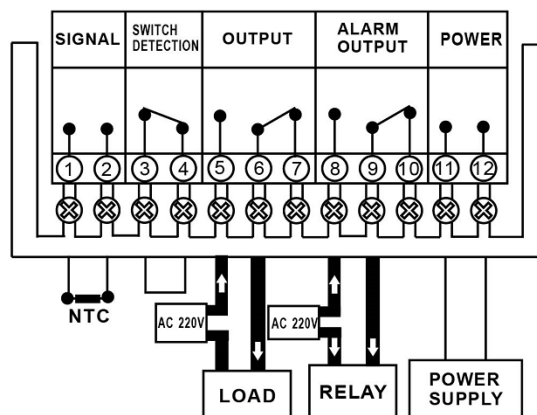 SIGNAL
SWITCH
DETECTION
OUTPUT
ALARM
OUTPUT
POWER
1 2 3 4 5 6 7 8 9 10 11 12
NTC
AC 220V
AC 220V
LOAD
RELAY
POWER
SUPPLY